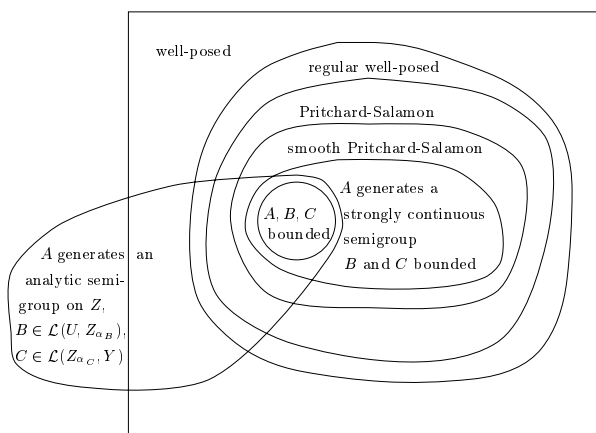 well-posed
regular well-posed
Pritchard-Salamon
smooth Pritchard-Salamon
A generates a
strongly continuous
semigroup
B and C bounded
A, B, C
bounded
A generates an
analytic semi-
group on Z,
B ∈ ℒ(U, Z_{α_B}),
C ∈ ℒ(Z_{α_C}, Y)